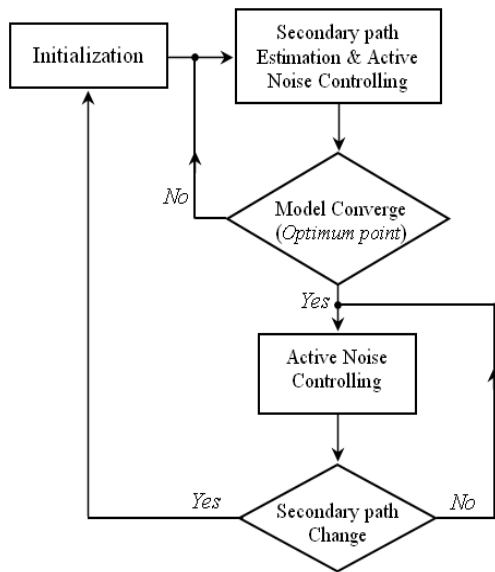 Initialization
Secondary path
Estimation & Active
Noise Controlling
No
Model Converge
(Optimum point)
Yes
Active Noise
Controlling
Yes
No
Secondary path
Change